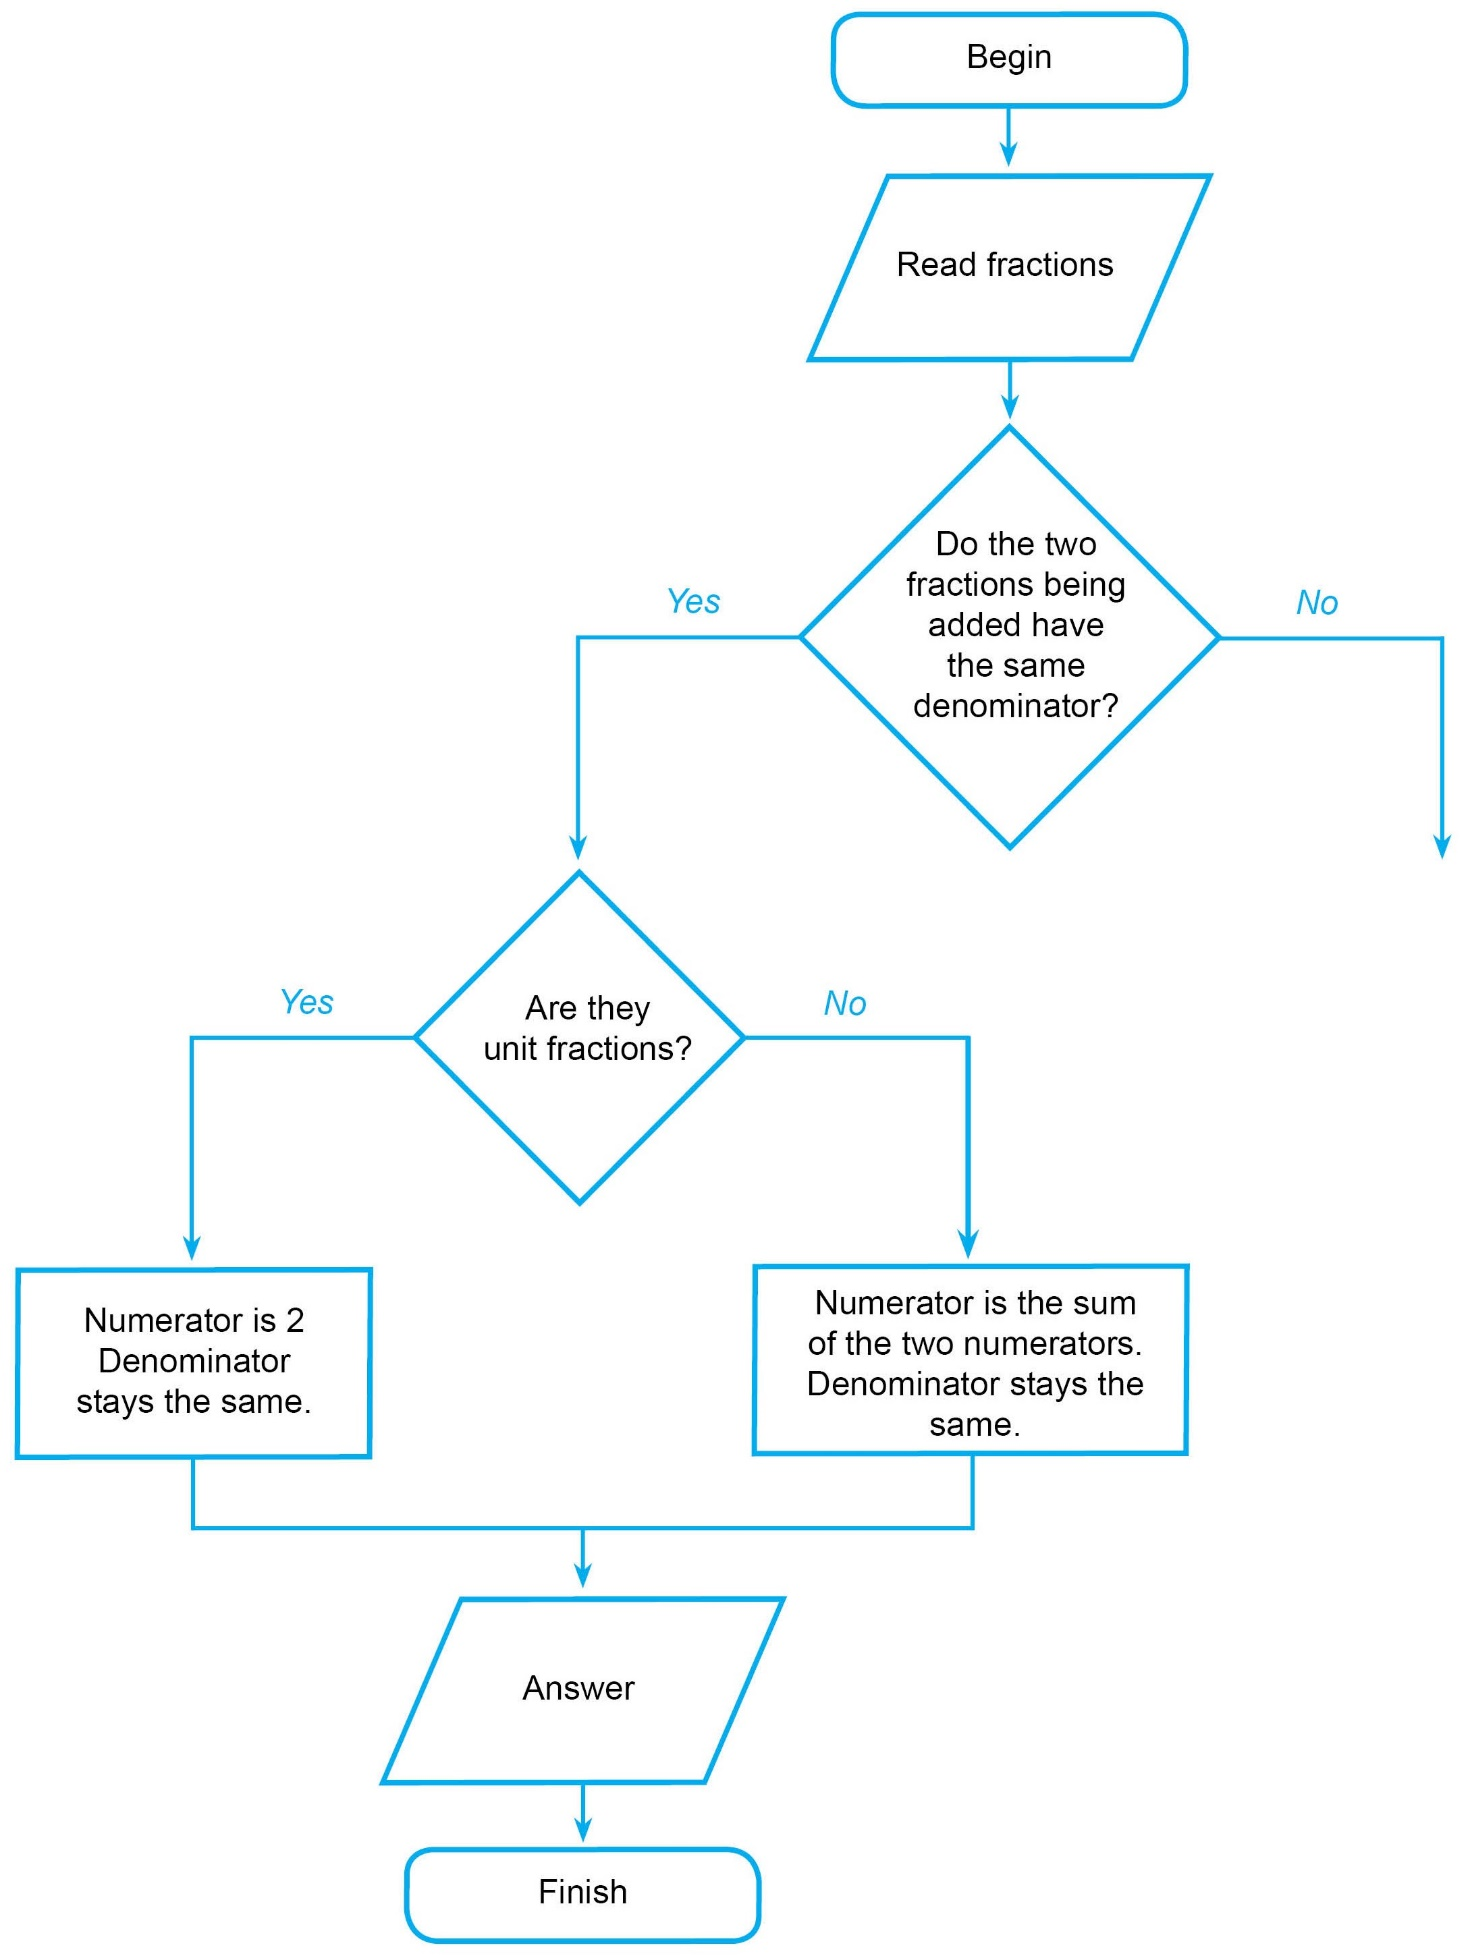 Begin
Read fractions
Do the two
fractions being
added have
the same
denominator?
Yes
No
Are they
unit fractions?
Yes
No
Numerator is 2
Denominator
stays the same.
Numerator is the sum
of the two numerators.
Denominator stays the
same.
Answer
Finish